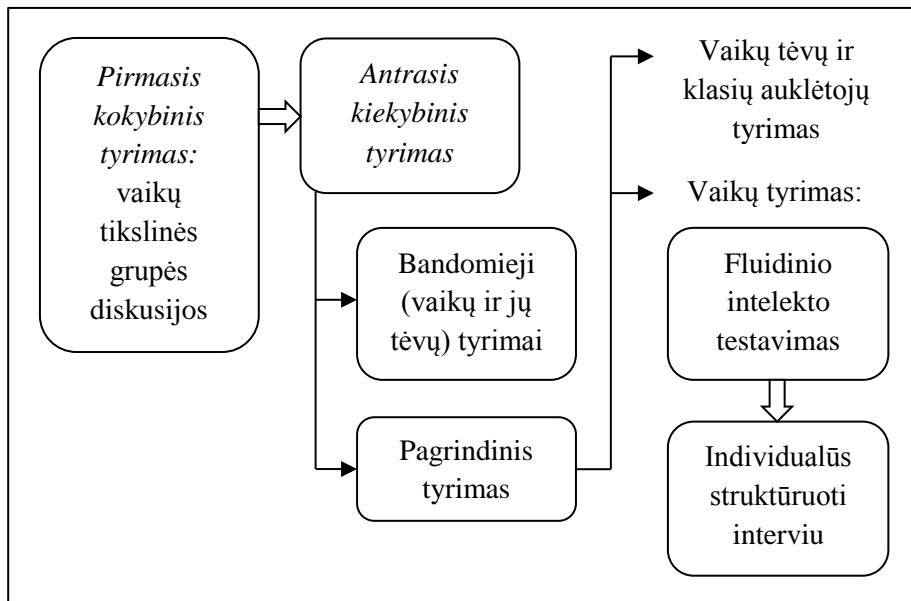 Pirmasis
kokybinis
tyrimas:
vaikų
tikslinės
grupės
diskusijos
Antrasis
kiekybinis
tyrimas
Bandomieji
(vaikų ir jų
tėvų) tyrimai
Pagrindinis
tyrimas
Vaikų tėvų ir
klasių auklėtojų
tyrimas
Vaikų tyrimas:
Fluidinio
intelekto
testavimas
Individualūs
struktūruoti
interviu